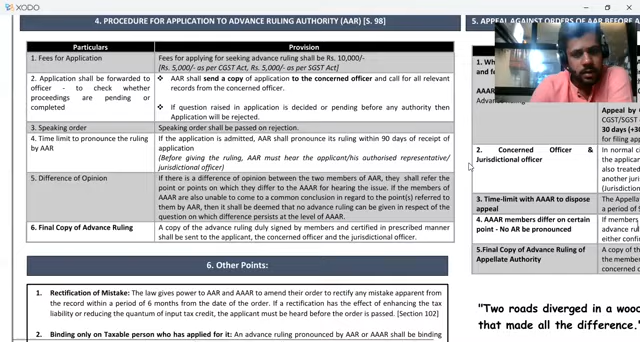 XODO
4. PROCEDURE FOR APPLICATION TO ADVANCE RULING AUTHORITY (AAR) [S. 98]
Particulars
Provision
1. Fees for Application
Fees for applying for seeking advance ruling shall be Rs. 10,000/-
[Rs. 5,000/- as per CGST Act, Rs. 5,000/- as per SGST Act]
2. Application shall be forwarded to
officer - to check whether
proceedings are pending or
completed
❖ AAR shall send a copy of application to the concerned officer and call for all relevant
records from the concerned officer.
❖ If question raised in application is decided or pending before any authority then
Application will be rejected.
3. Speaking order
Speaking order shall be passed on rejection.
4. Time limit to pronounce the ruling
by AAR
If the application is admitted, AAR shall pronounce its ruling within 90 days of receipt of
application
(Before giving the ruling, AAR must hear the applicant/his authorised representative/
jurisdictional officer)
5. Difference of Opinion
If there is a difference of opinion between the two members of AAR, they shall refer the
point or points on which they differ to the AAAR for hearing the issue. If the members of
AAAR are also unable to come to a common conclusion in regard to the point(s) referred
to them by AAR, then it shall be deemed that no advance ruling can be given in respect of
the question on which difference persists at the level of AAAR.
6. Final Copy of Advance Ruling
A copy of the advance ruling duly signed by members and certified in prescribed manner
shall be sent to the applicant, the concerned officer and the jurisdictional officer.
6. Other Points:
1. Rectification of Mistake: The law gives power to AAR and AAAR to amend their order to rectify any mistake apparent
from the record within a period of 6 months from the date of the order. If a rectification has the effect of enhancing the tax
liability or reducing the quantum of input tax credit, the applicant must be heard before the order is passed. [Section 102]
2. Binding only on Taxable person who has applied for it: An advance ruling pronounced by AAR or AAAR shall be binding
5. APPEAL AGAINST ORDERS OF AAR BEFORE A
and
AAAR
Advance Ruling
Appeal by
CGST/SGST
30 days (+30
for filing app
2. Concerned Officer &
Jurisdictional officer
In normal c
also treated
another jur
(Jurisdiction
3. Time-limit with AAAR to dispose
appeal
The Appella
a period of
4. AAAR members differ on certain
point - No AR be pronounced
If members
advance ru
either confir
5.Final Copy of Advance Ruling of
Appellate Authority
A copy of th
the membe
concerned o
"Two roads diverged in a wood
that made all the difference."